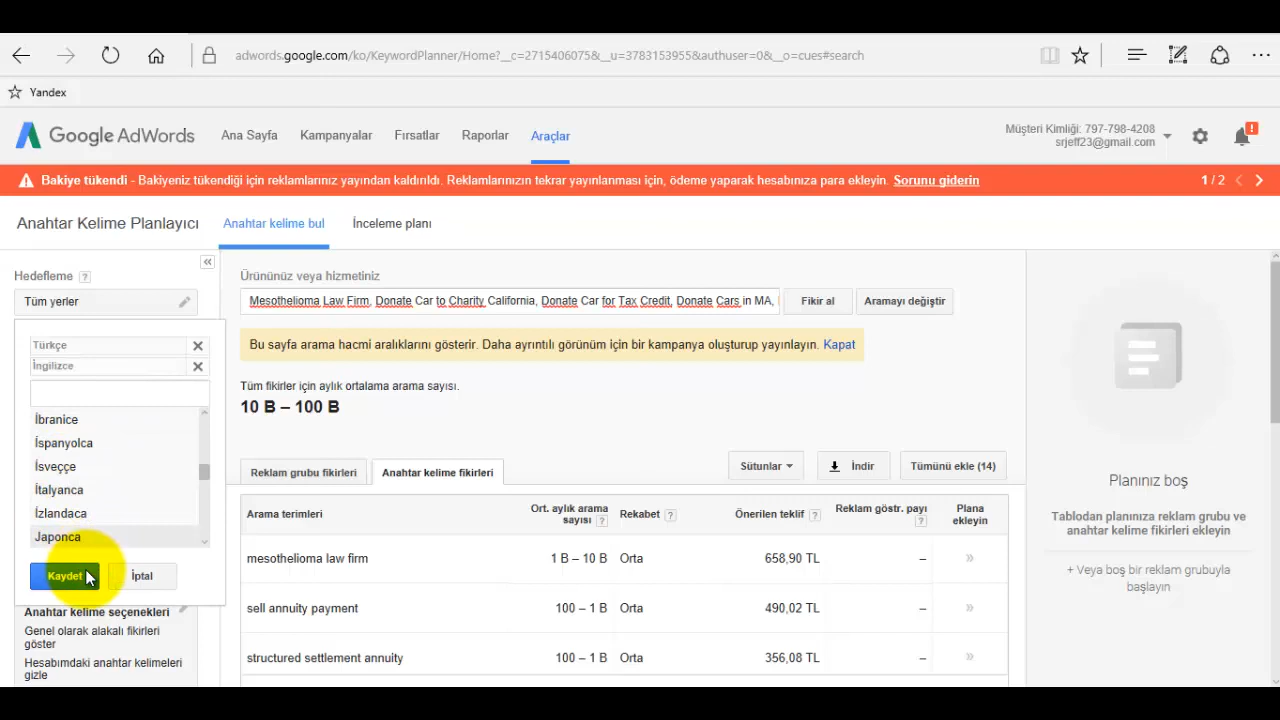 adwords.google.com/ko/KeywordPlanner/Home?__c=2715406075&__u=3783153955&authuser=0&__o=cues#search
Yandex
Google AdWords
Ana Sayfa
Kampanyalar
Fırsatlar
Raporlar
Araçlar
Müşteri Kimliği: 797-798-4208
srjeff23@gmail.com
Bakiye tükendi - Bakiyeniz tükendiği için reklamlarınız yayından kaldırıldı. Reklamlarınızın tekrar yayınlanması için, ödeme yaparak hesabınıza para ekleyin. Sorunu giderin
1 / 2
Anahtar Kelime Planlayıcı
Anahtar kelime bul
İnceleme planı
Hedefleme ?
Tüm yerler
Türkçe
İngilizce
İbranice
İspanyolca
İsveççe
İtalyanca
İzlandaca
Japonca
Kaydet
İptal
Anahtar kelime seçenekleri
Genel olarak alakalı fikirleri
göster
Hesabımdaki anahtar kelimeleri
gizle
Ürününüz veya hizmetiniz
Mesothelioma Law Firm, Donate Car to Charity California, Donate Car for Tax Credit, Donate Cars in MA,
Fikir al
Aramayı değiştir
Bu sayfa arama hacmi aralıklarını gösterir. Daha ayrıntılı görünüm için bir kampanya oluşturup yayınlayın. Kapat
Tüm fikirler için aylık ortalama arama sayısı.
10 B – 100 B
Reklam grubu fikirleri
Anahtar kelime fikirleri
Sütunlar
İndir
Tümünü ekle (14)
Arama terimleri
Ort. aylık arama
sayısı ?
Rekabet ?
Önerilen teklif ?
Reklam göstr. payı
?
Plana
ekleyin
mesothelioma law firm 1 B – 10 B Orta 658,90 TL – »
sell annuity payment 100 – 1 B Orta 490,02 TL – »
structured settlement annuity 100 – 1 B Orta 356,08 TL – »
Planınız boş
Tablodan planınıza reklam grubu ve
anahtar kelime fikirleri ekleyin
+ Veya boş bir reklam grubuyla
başlayın